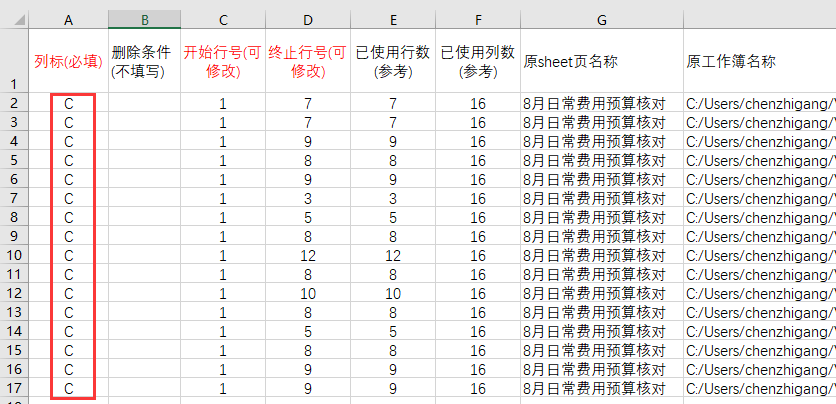 A B C D E F G
1 列标(必填) 删除条件(不填写) 开始行号(可修改) 终止行号(可修改) 已使用行数(参考) 已使用列数(参考) 原sheet页名称 原工作簿名称
2 C 1 7 7 16 8月日常费用预算核对 C:/Users/chenzhigang/
3 C 1 7 7 16 8月日常费用预算核对 C:/Users/chenzhigang/
4 C 1 9 9 16 8月日常费用预算核对 C:/Users/chenzhigang/
5 C 1 8 8 16 8月日常费用预算核对 C:/Users/chenzhigang/
6 C 1 9 9 16 8月日常费用预算核对 C:/Users/chenzhigang/
7 C 1 3 3 16 8月日常费用预算核对 C:/Users/chenzhigang/
8 C 1 5 5 16 8月日常费用预算核对 C:/Users/chenzhigang/
9 C 1 8 8 16 8月日常费用预算核对 C:/Users/chenzhigang/
10 C 1 12 12 16 8月日常费用预算核对 C:/Users/chenzhigang/
11 C 1 8 8 16 8月日常费用预算核对 C:/Users/chenzhigang/
12 C 1 10 10 16 8月日常费用预算核对 C:/Users/chenzhigang/
13 C 1 8 8 16 8月日常费用预算核对 C:/Users/chenzhigang/
14 C 1 5 5 16 8月日常费用预算核对 C:/Users/chenzhigang/
15 C 1 8 8 16 8月日常费用预算核对 C:/Users/chenzhigang/
16 C 1 9 9 16 8月日常费用预算核对 C:/Users/chenzhigang/
17 C 1 9 9 16 8月日常费用预算核对 C:/Users/chenzhigang/